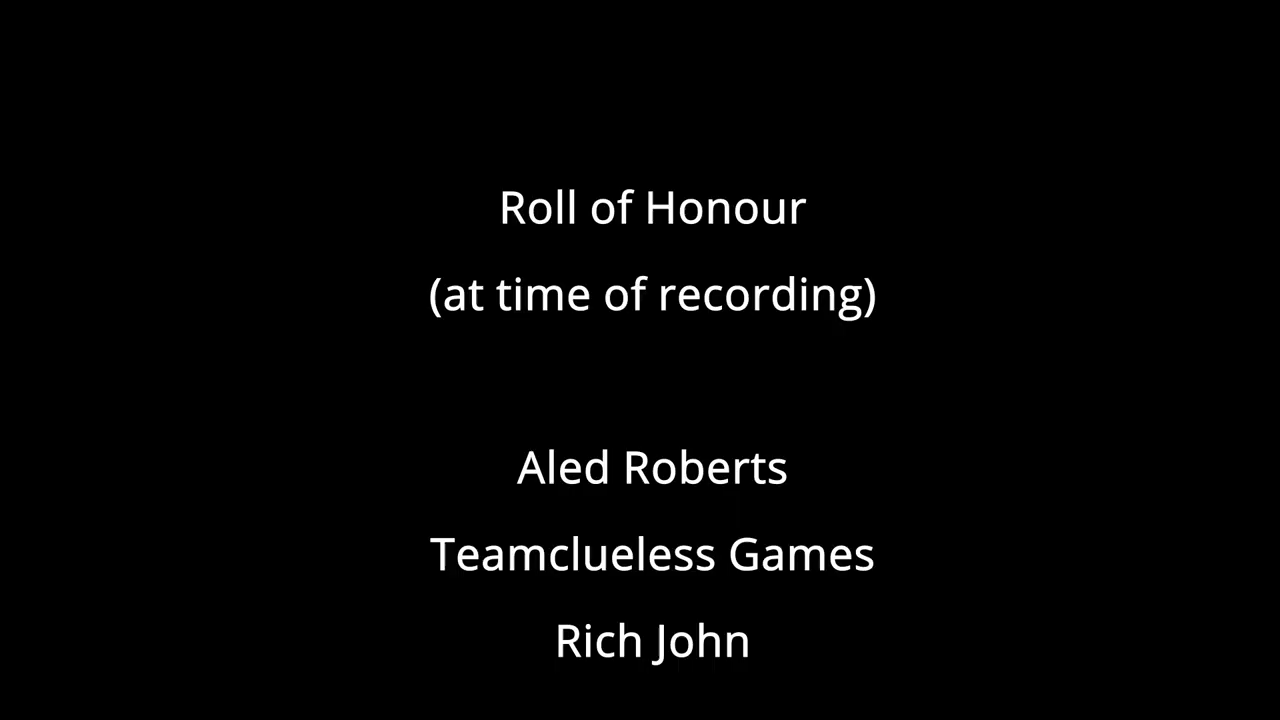 Roll of Honour
(at time of recording)
Aled Roberts
Teamclueless Games
Rich John